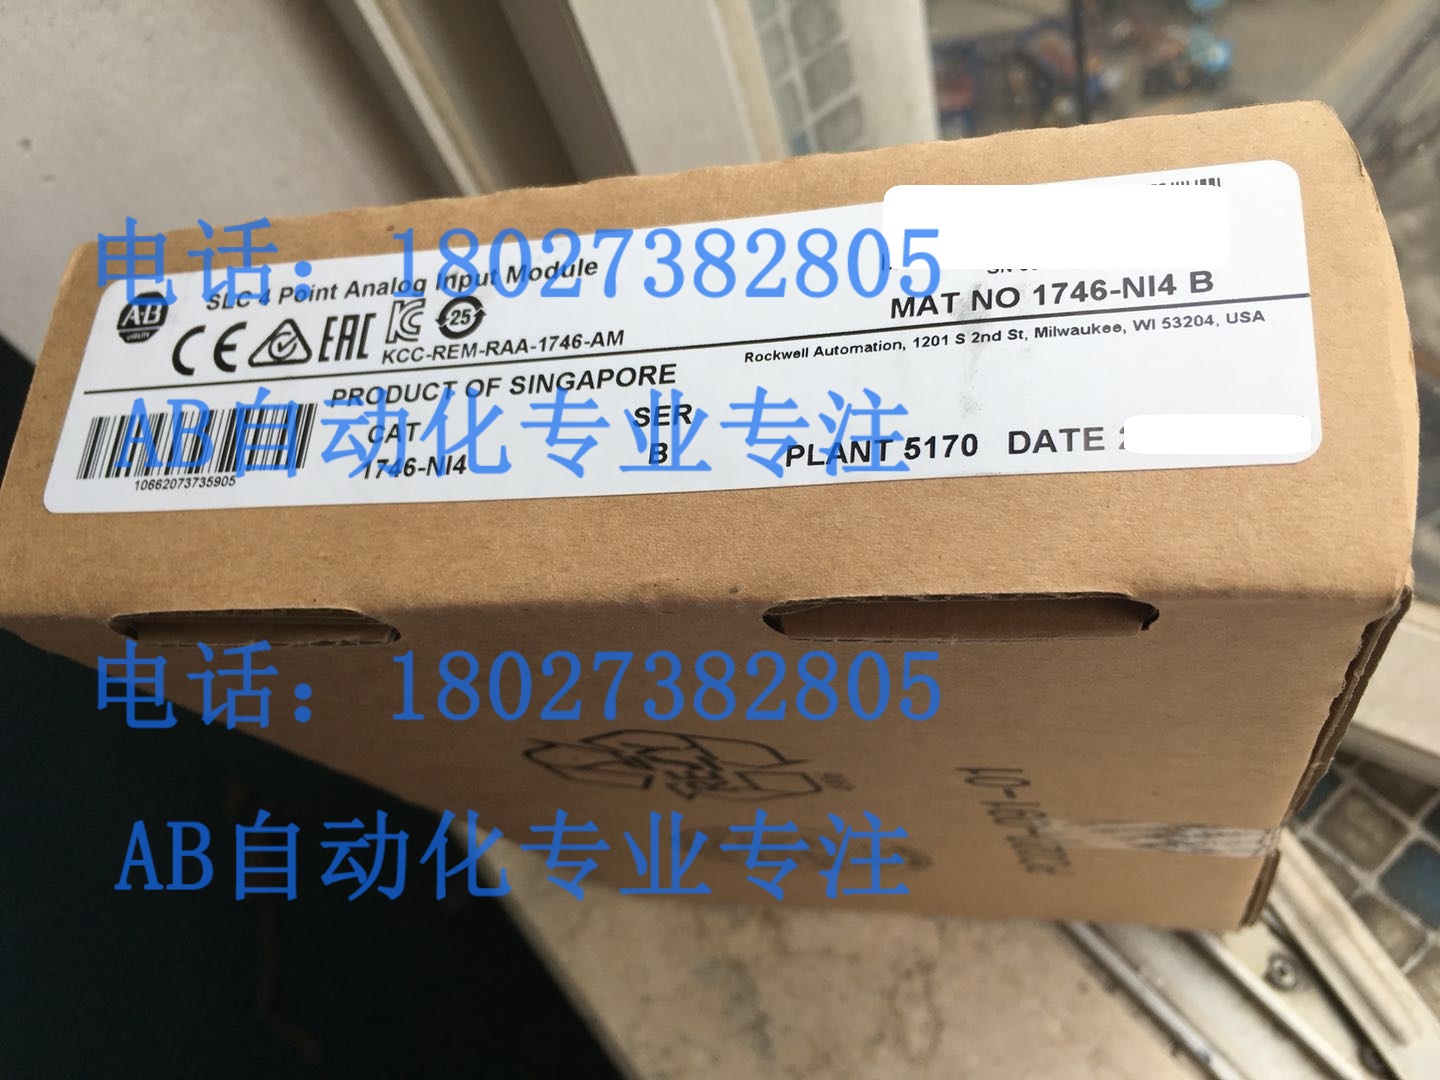 电话：18027382805
SLC 4 Point Analog Input Module
A-B
MAT NO 1746-NI4 B
CE EAC KC 25
KCC-REM-RAA-1746-AM
Rockwell Automation, 1201 S 2nd St, Milwaukee, WI 53204, USA
PRODUCT OF SINGAPORE
AB自动化专业专注
CAT
SER
1746-NI4
B
PLANT 5170 DATE
10662073735905
电话：18027382805
AB自动化专业专注